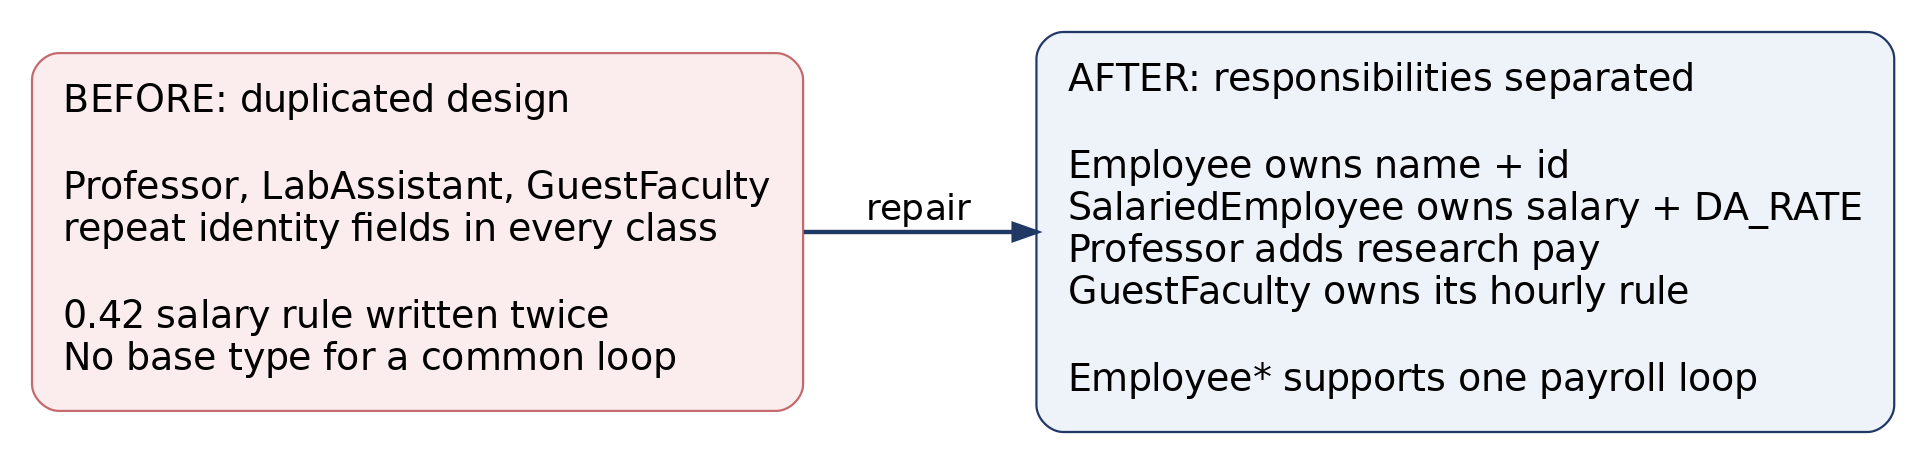 BEFORE: duplicated design
Professor, LabAssistant, GuestFaculty
repeat identity fields in every class
0.42 salary rule written twice
No base type for a common loop
repair
AFTER: responsibilities separated
Employee owns name + id
SalariedEmployee owns salary + DA_RATE
Professor adds research pay
GuestFaculty owns its hourly rule
Employee* supports one payroll loop